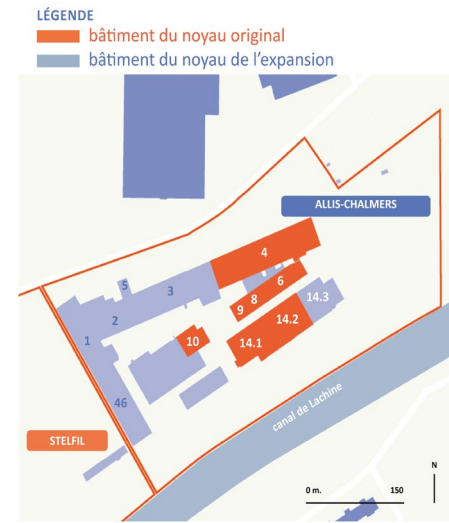 LÉGENDE
bâtiment du noyau original
bâtiment du noyau de l'expansion
ALLIS-CHALMERS
4
5
3
6
2
8
14.3
9
14.2
1
10
14.1
46
canal de Lachine
STELFIL
N
0 m.
150